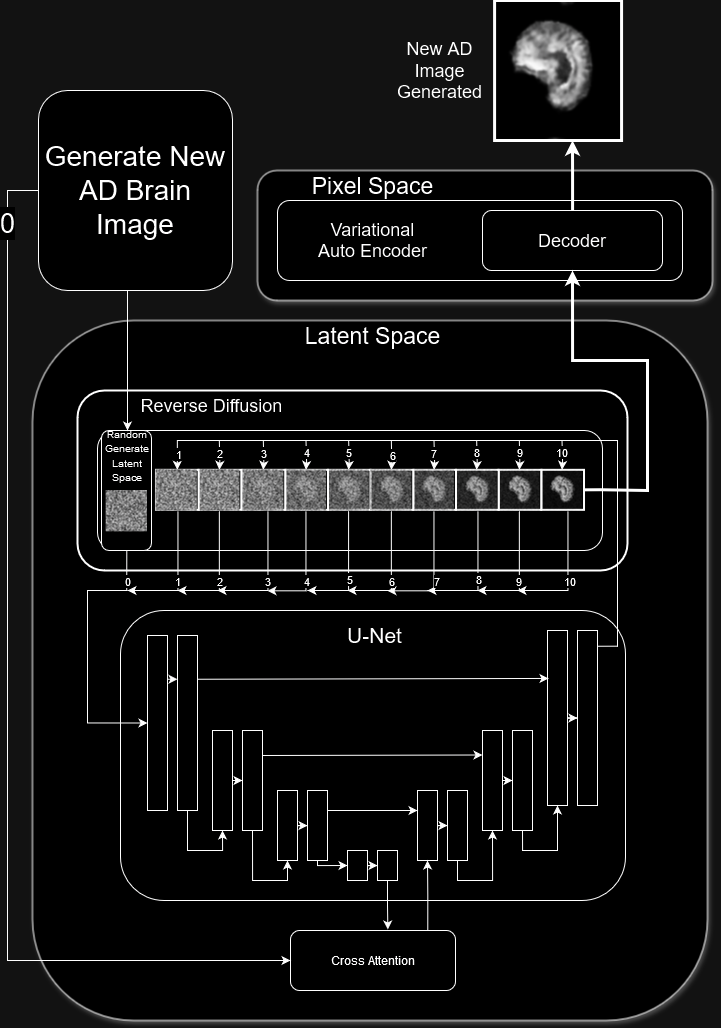 New AD
Image
Generated
Generate New
AD Brain
Image
0
Pixel Space
Variational
Auto Encoder
Decoder
Latent Space
Reverse Diffusion
Random
Generate
Latent
Space
1 2 3 4 5 6 7 8 9 10
0 1 2 3 4 5 6 7 8 9 10
U-Net
Cross Attention